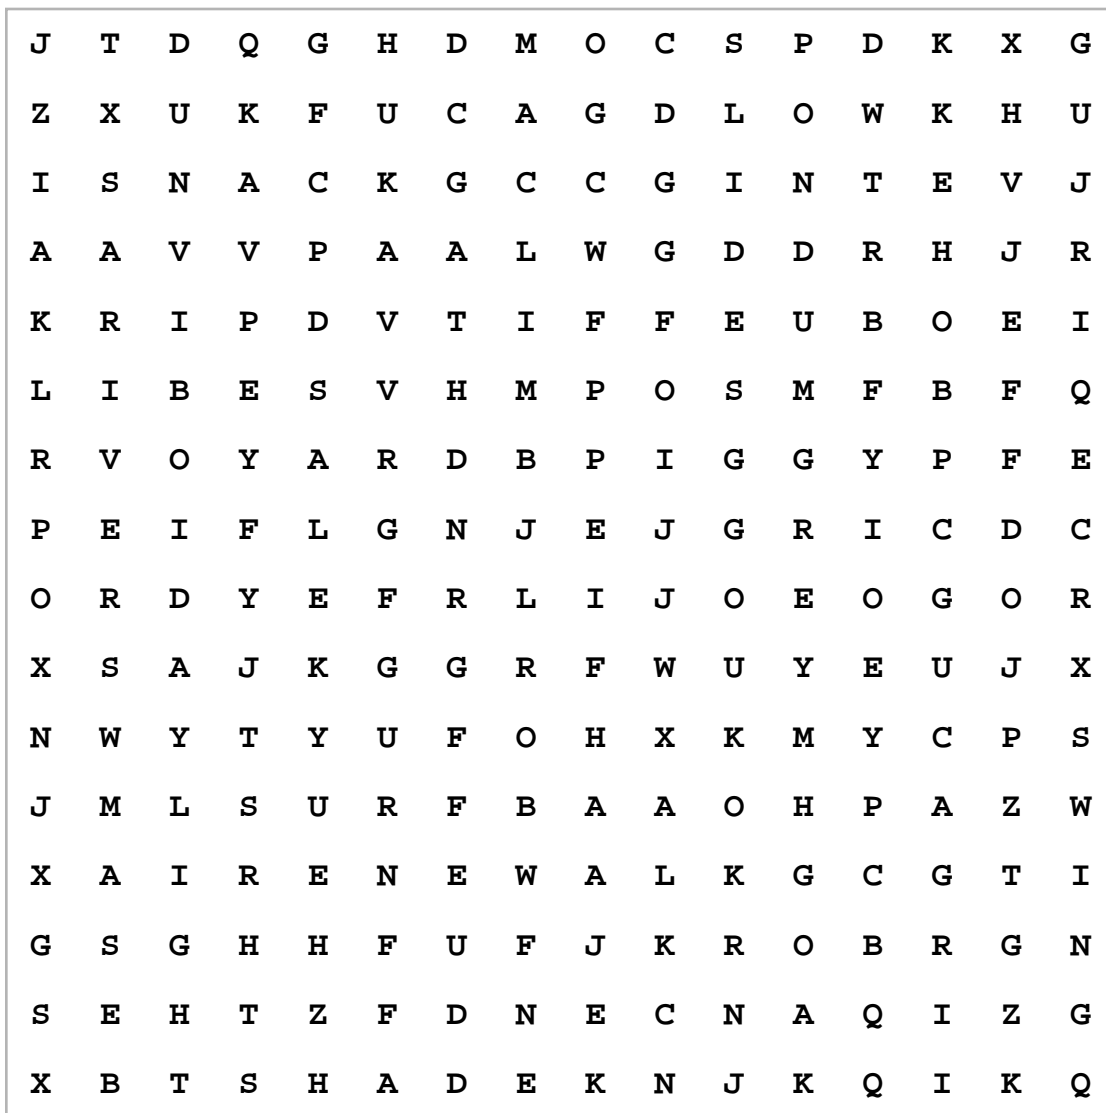 J T D Q G H D M O C S P D K X G
Z X U K F U C A G D L O W K H U
I S N A C K G C C G I N T E V J
A A V V P A A L W G D D R H J R
K R I P D V T I F F E U B O E I
L I B E S V H M P O S M F B F Q
R V O Y A R D B P I G G Y P F E
P E I F L G N J E J G R I C D C
O R D Y E F R L I J O E O G O R
X S A J K G G R F W U Y E U J X
N W Y T Y U F O H X K M Y C P S
J M L S U R F B A A O H P A Z W
X A I R E N E W A L K G C G T I
G S G H H F U F J K R O B R G N
S E H T Z F D N E C N A Q I Z G
X B T S H A D E K N J K Q I K Q